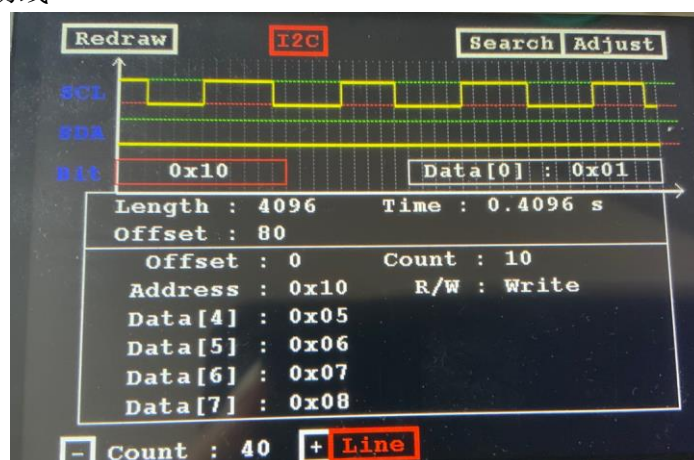 Redraw I2C Search Adjust
SCL
SDA
Bit 0x10 Data[0] : 0x01
Length : 4096 Time : 0.4096 s
Offset : 80
Offset : 0 Count : 10
Address : 0x10 R/W : Write
Data[4] : 0x05
Data[5] : 0x06
Data[6] : 0x07
Data[7] : 0x08
- Count : 40 + Line